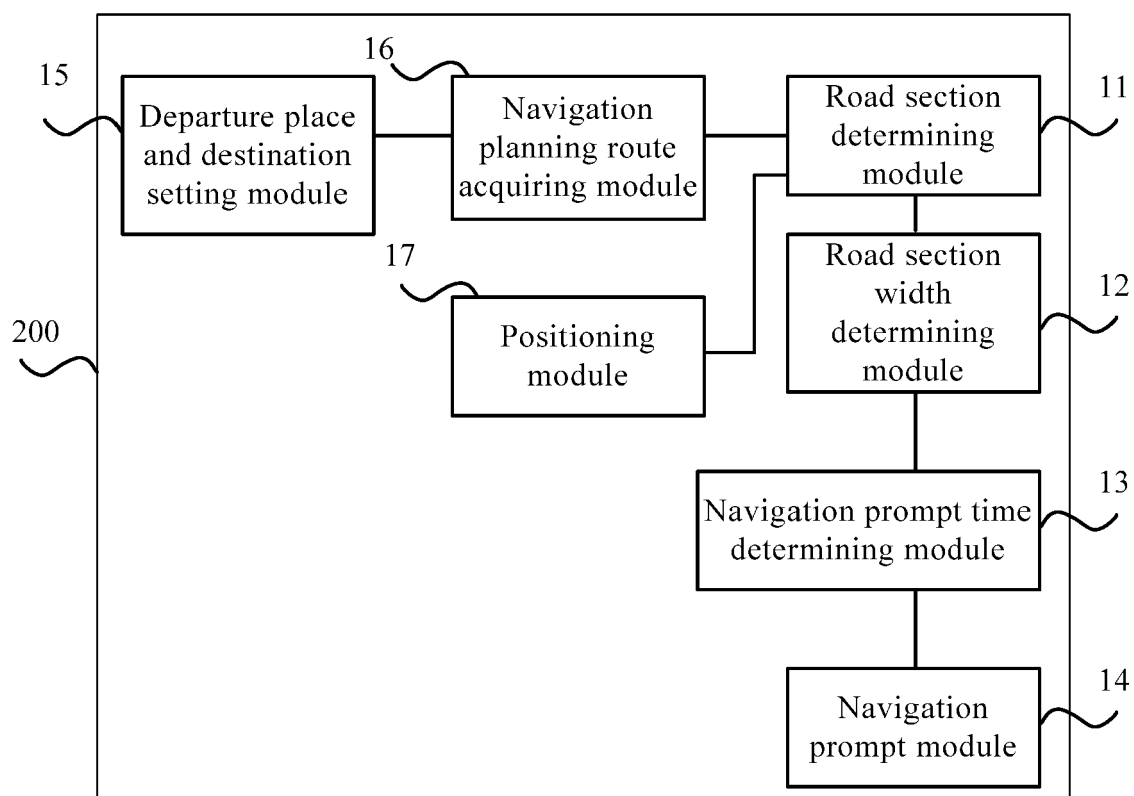 16
15
Departure place
and destination
setting module
Navigation
planning route
acquiring module
Road section
determining
module
11
17
Positioning
module
Road section
width
determining
module
12
200
Navigation prompt time
determining module
13
Navigation
prompt module
14